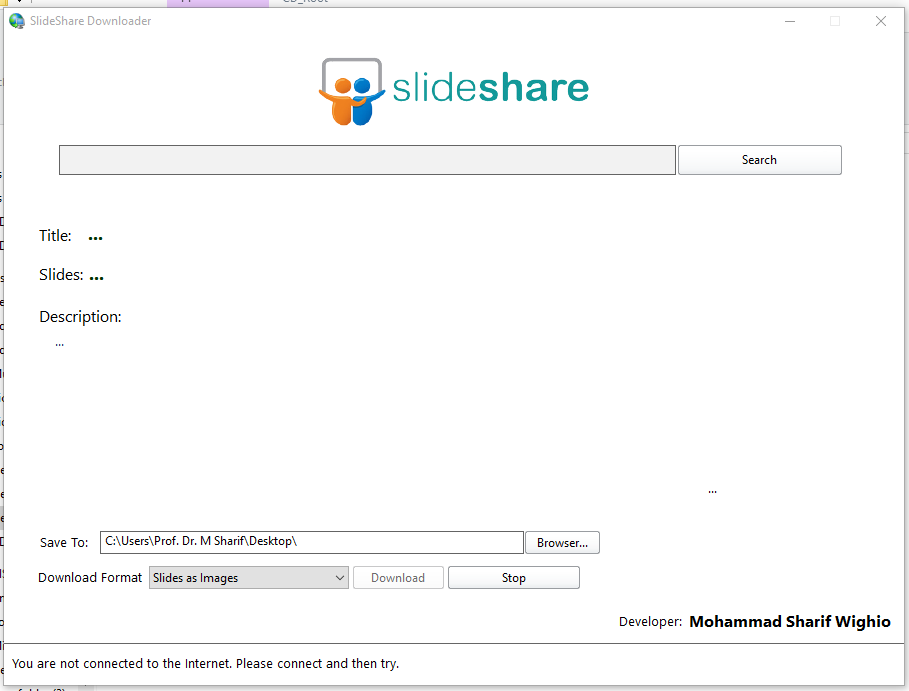 CD_Root
SlideShare Downloader
slideshare
Search
Title: ...
Slides: ...
Description:
...
...
Save To: C:\Users\Prof. Dr. M Sharif\Desktop\ Browser...
Download Format Slides as Images Download Stop
Developer: Mohammad Sharif Wighio
You are not connected to the Internet. Please connect and then try.